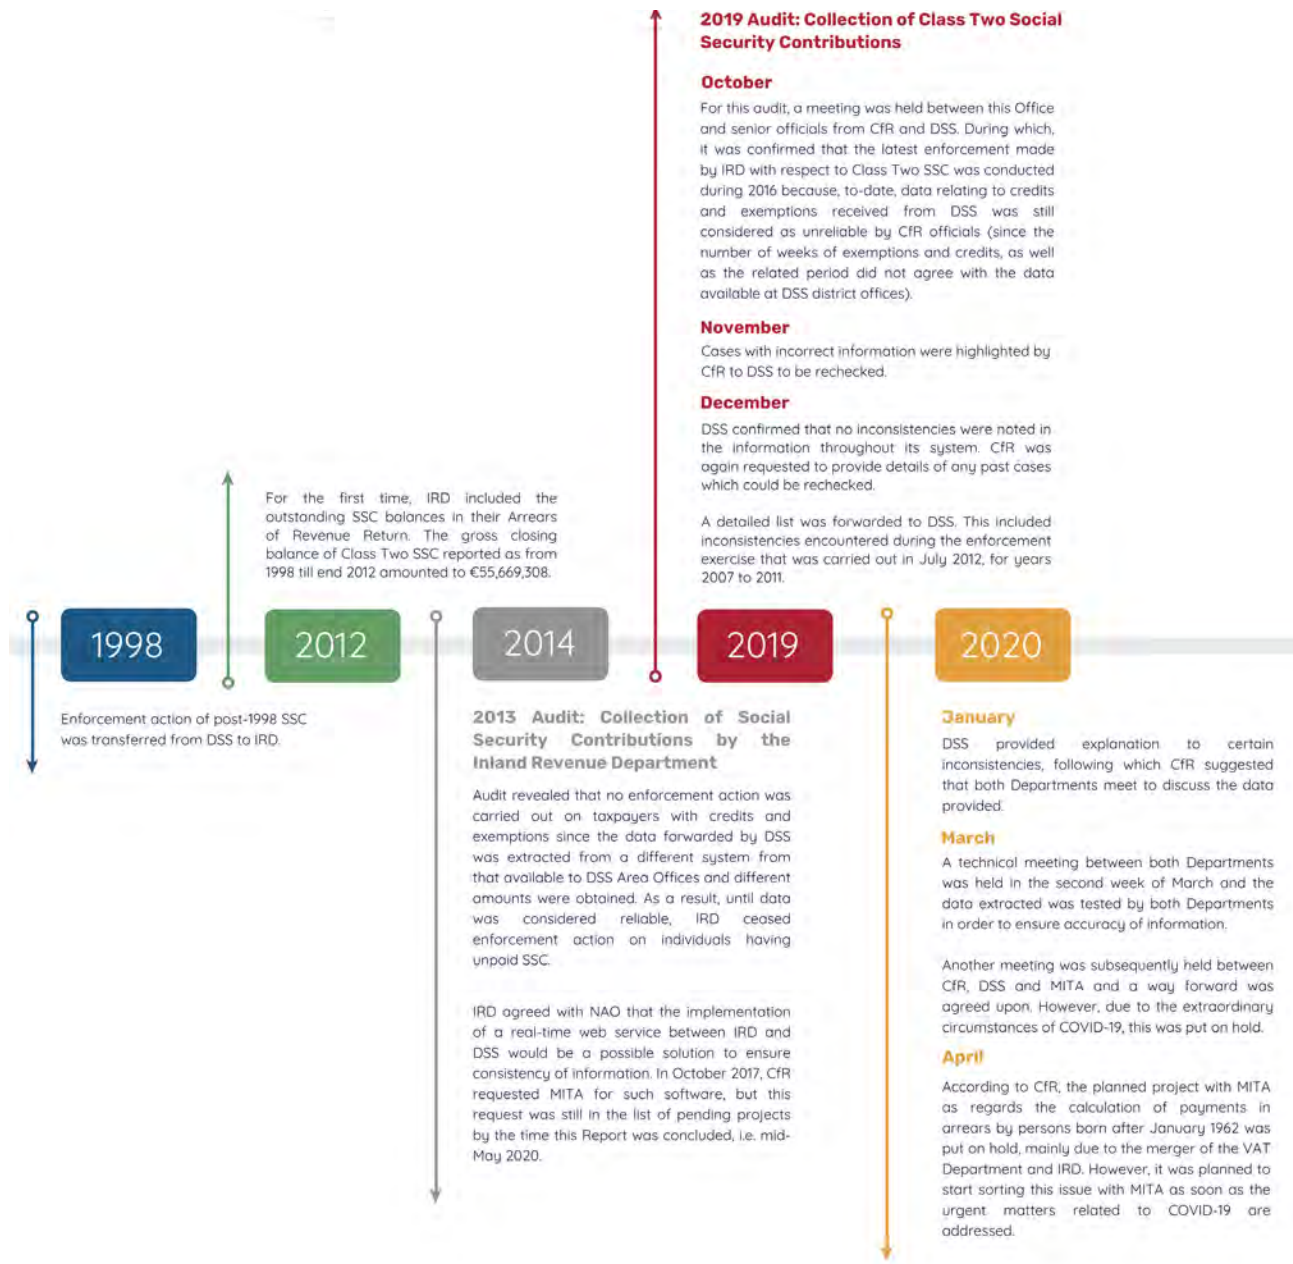 2019 Audit: Collection of Class Two Social
Security Contributions
October
For this audit, a meeting was held between this Office
and senior officials from CfR and DSS. During which,
it was confirmed that the latest enforcement made
by IRD with respect to Class Two SSC was conducted
during 2016 because, to-date, data relating to credits
and exemptions received from DSS was still
considered as unreliable by CfR officials (since the
number of weeks of exemptions and credits, as well
as the related period did not agree with the data
available at DSS district offices).
November
Cases with incorrect information were highlighted by
CfR to DSS to be rechecked.
December
DSS confirmed that no inconsistencies were noted in
the information throughout its system. CfR was
again requested to provide details of any past cases
which could be rechecked.
A detailed list was forwarded to DSS. This included
inconsistencies encountered during the enforcement
exercise that was carried out in July 2012, for years
2007 to 2011.
For the first time, IRD included the
outstanding SSC balances in their Arrears
of Revenue Return. The gross closing
balance of Class Two SSC reported as from
1998 till end 2012 amounted to €55,669,308.
1998
2012
2014
2019
2020
Enforcement action of post-1998 SSC
was transferred from DSS to IRD.
2013 Audit: Collection of Social
Security Contributions by the
Inland Revenue Department
Audit revealed that no enforcement action was
carried out on taxpayers with credits and
exemptions since the data forwarded by DSS
was extracted from a different system from
that available to DSS Area Offices and different
amounts were obtained. As a result, until data
was considered reliable, IRD ceased
enforcement action on individuals having
unpaid SSC.
IRD agreed with NAO that the implementation
of a real-time web service between IRD and
DSS would be a possible solution to ensure
consistency of information. In October 2017, CfR
requested MITA for such software, but this
request was still in the list of pending projects
by the time this Report was concluded, i.e. mid-
May 2020.
January
DSS provided explanation to certain
inconsistencies, following which CfR suggested
that both Departments meet to discuss the data
provided.
March
A technical meeting between both Departments
was held in the second week of March and the
data extracted was tested by both Departments
in order to ensure accuracy of information.
Another meeting was subsequently held between
CfR, DSS and MITA and a way forward was
agreed upon. However, due to the extraordinary
circumstances of COVID-19, this was put on hold.
April
According to CfR, the planned project with MITA
as regards the calculation of payments in
arrears by persons born after January 1962 was
put on hold, mainly due to the merger of the VAT
Department and IRD. However, it was planned to
start sorting this issue with MITA as soon as the
urgent matters related to COVID-19 are
addressed.